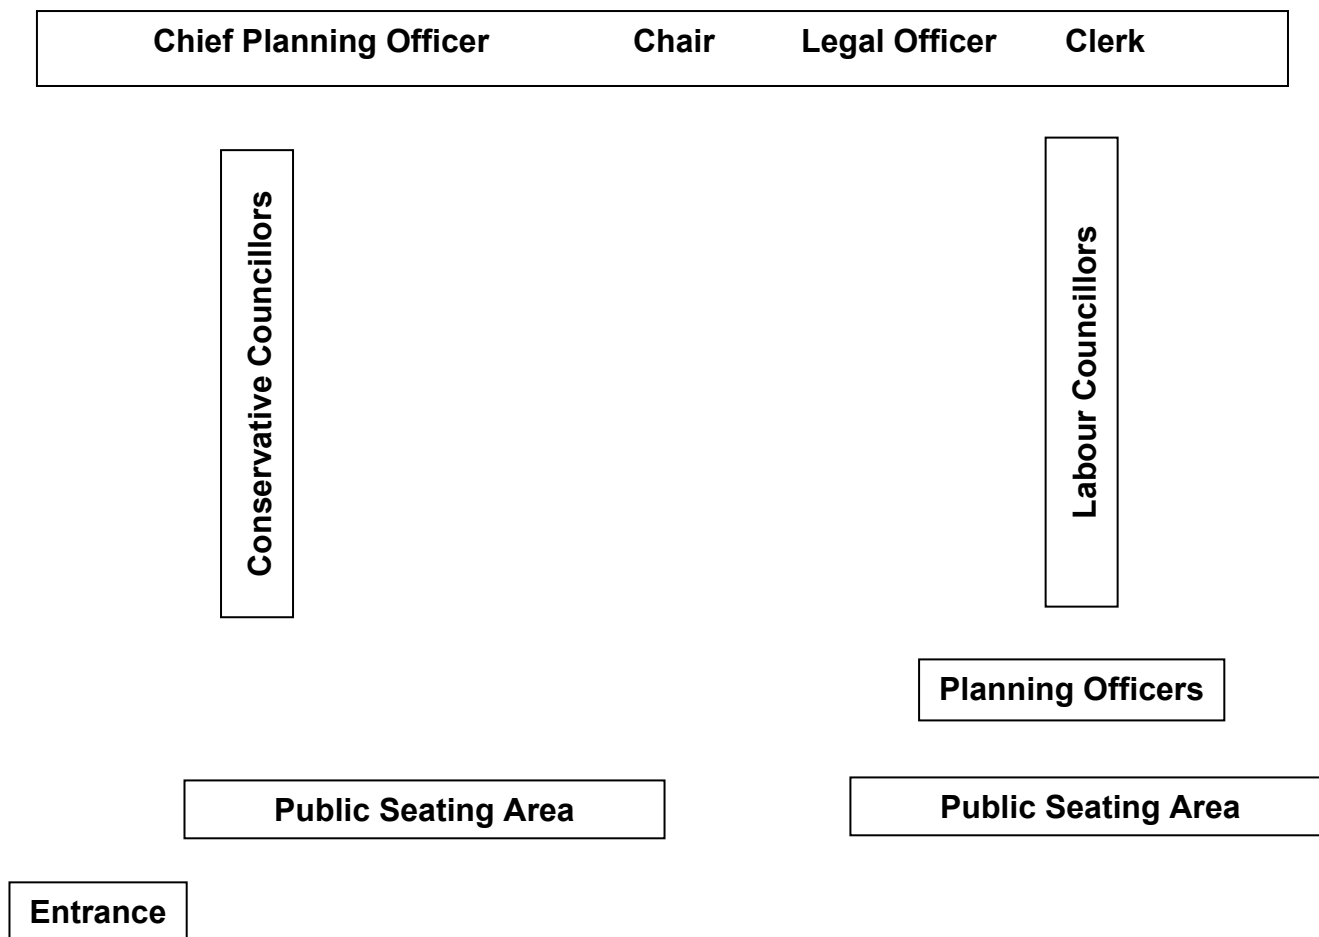 Chief Planning Officer Chair Legal Officer Clerk
Conservative Councillors
Labour Councillors
Planning Officers
Public Seating Area
Public Seating Area
Entrance